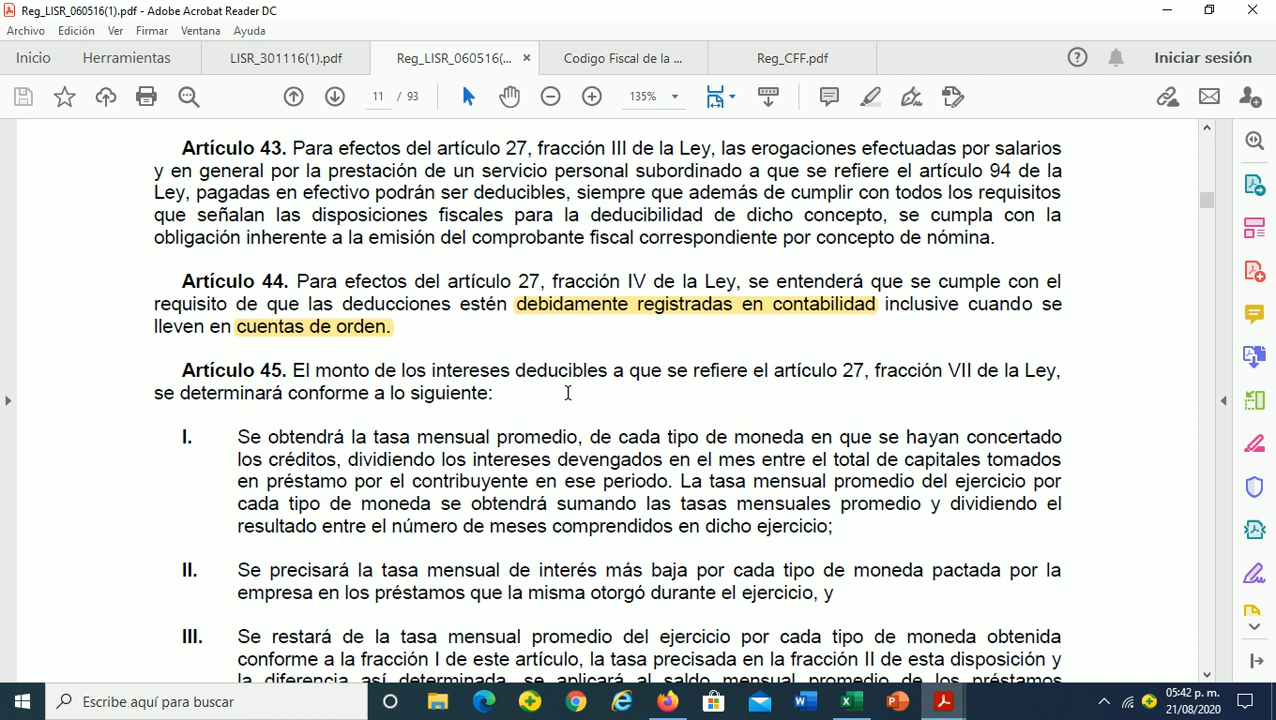 Reg_LISR_060516(1).pdf - Adobe Acrobat Reader DC
Archivo Edición Ver Firmar Ventana Ayuda
Inicio Herramientas LISR_301116(1).pdf Reg_LISR_060516(... × Codigo Fiscal de la ... Reg_CFF.pdf Iniciar sesión
11 / 93 135%
Artículo 43. Para efectos del artículo 27, fracción III de la Ley, las erogaciones efectuadas por salarios
y en general por la prestación de un servicio personal subordinado a que se refiere el artículo 94 de la
Ley, pagadas en efectivo podrán ser deducibles, siempre que además de cumplir con todos los requisitos
que señalan las disposiciones fiscales para la deducibilidad de dicho concepto, se cumpla con la
obligación inherente a la emisión del comprobante fiscal correspondiente por concepto de nómina.
Artículo 44. Para efectos del artículo 27, fracción IV de la Ley, se entenderá que se cumple con el
requisito de que las deducciones estén debidamente registradas en contabilidad inclusive cuando se
lleven en cuentas de orden.
Artículo 45. El monto de los intereses deducibles a que se refiere el artículo 27, fracción VII de la Ley,
se determinará conforme a lo siguiente:
I. Se obtendrá la tasa mensual promedio, de cada tipo de moneda en que se hayan concertado
los créditos, dividiendo los intereses devengados en el mes entre el total de capitales tomados
en préstamo por el contribuyente en ese periodo. La tasa mensual promedio del ejercicio por
cada tipo de moneda se obtendrá sumando las tasas mensuales promedio y dividiendo el
resultado entre el número de meses comprendidos en dicho ejercicio;
II. Se precisará la tasa mensual de interés más baja por cada tipo de moneda pactada por la
empresa en los préstamos que la misma otorgó durante el ejercicio, y
III. Se restará de la tasa mensual promedio del ejercicio por cada tipo de moneda obtenida
conforme a la fracción I de este artículo, la tasa precisada en la fracción II de esta disposición y
la diferencia así determinada, se aplicará al saldo mensual promedio de los préstamos
Escribe aquí para buscar
05:42 p. m.
21/08/2020